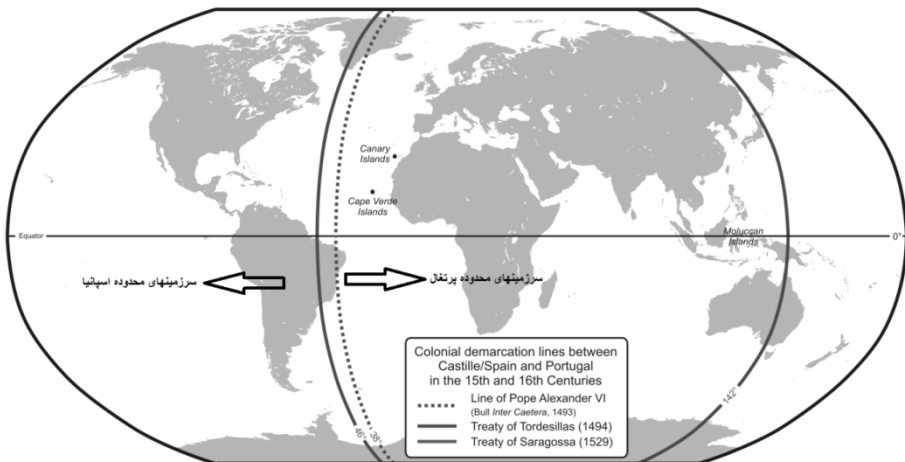 Canary
Islands
Cape Verde
Islands
Equator
Moluccan
Islands
0°
سرزمینهای محدوده اسپانیا
سرزمینهای محدوده پرتغال
Colonial demarcation lines between
Castille/Spain and Portugal
in the 15th and 16th Centuries
Line of Pope Alexander VI
(Bull Inter Caetera, 1493)
Treaty of Tordesillas (1494)
Treaty of Saragossa (1529)
46°
38°
142°